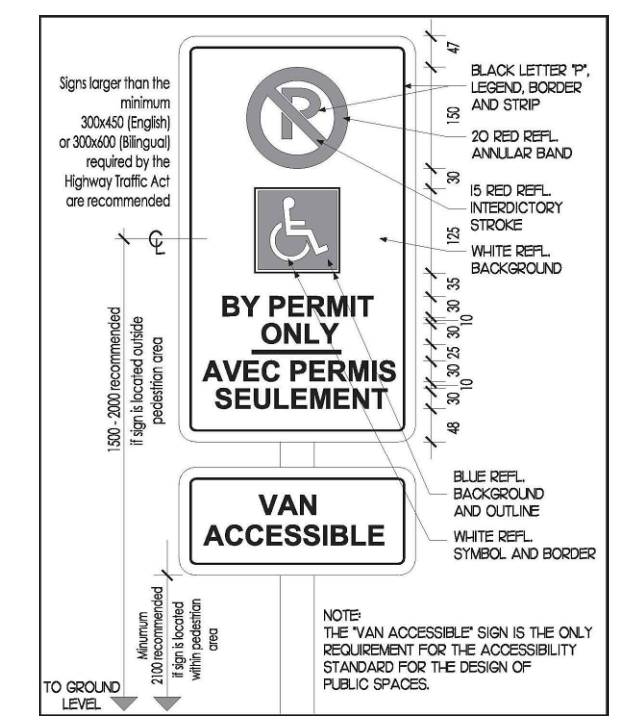 Signs larger than the
minimum
300x450 (English)
or 300x600 (Bilingual)
required by the
Highway Traffic Act
are recommended
P
BY PERMIT
ONLY
AVEC PERMIS
SEULEMENT
VAN
ACCESSIBLE
47
150
30
125
35
30
10
30
25
30
10
30
48
BLACK LETTER "P",
LEGEND, BORDER
AND STRIP
20 RED REFL.
ANNULAR BAND
15 RED REFL.
INTERDICTORY
STROKE
WHITE REFL.
BACKGROUND
BLUE REFL.
BACKGROUND
AND OUTLINE
WHITE REFL.
SYMBOL AND BORDER
CL
1500 - 2000 recommended
if sign is located outside
pedestrian area
Minumum
2100 recommended
if sign is located
within pedestrian
area
TO GROUND
LEVEL
NOTE:
THE "VAN ACCESSIBLE" SIGN IS THE ONLY
REQUIREMENT FOR THE ACCESSIBILITY
STANDARD FOR THE DESIGN OF
PUBLIC SPACES.